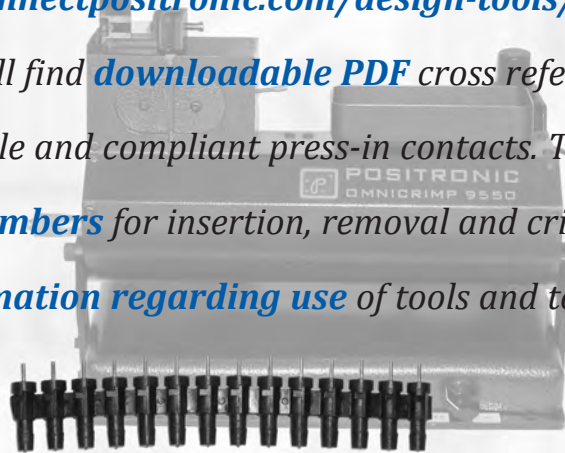 nnectpositronic.com/design-tools/
ll find downloadable PDF cross refe
le and compliant press-in contacts. T
POSITRONIC
OMNICRIMP 9550
mbers for insertion, removal and cri
mation regarding use of tools and t